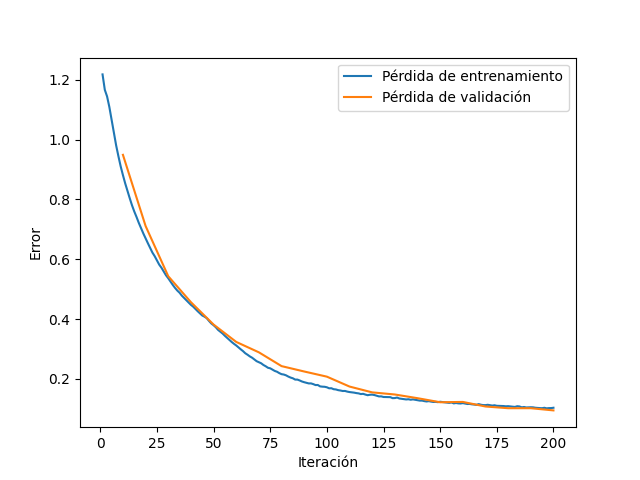 Pérdida de entrenamiento
Pérdida de validación
1.2
1.0
0.8
0.6
0.4
0.2
Error
0 25 50 75 100 125 150 175 200
Iteración